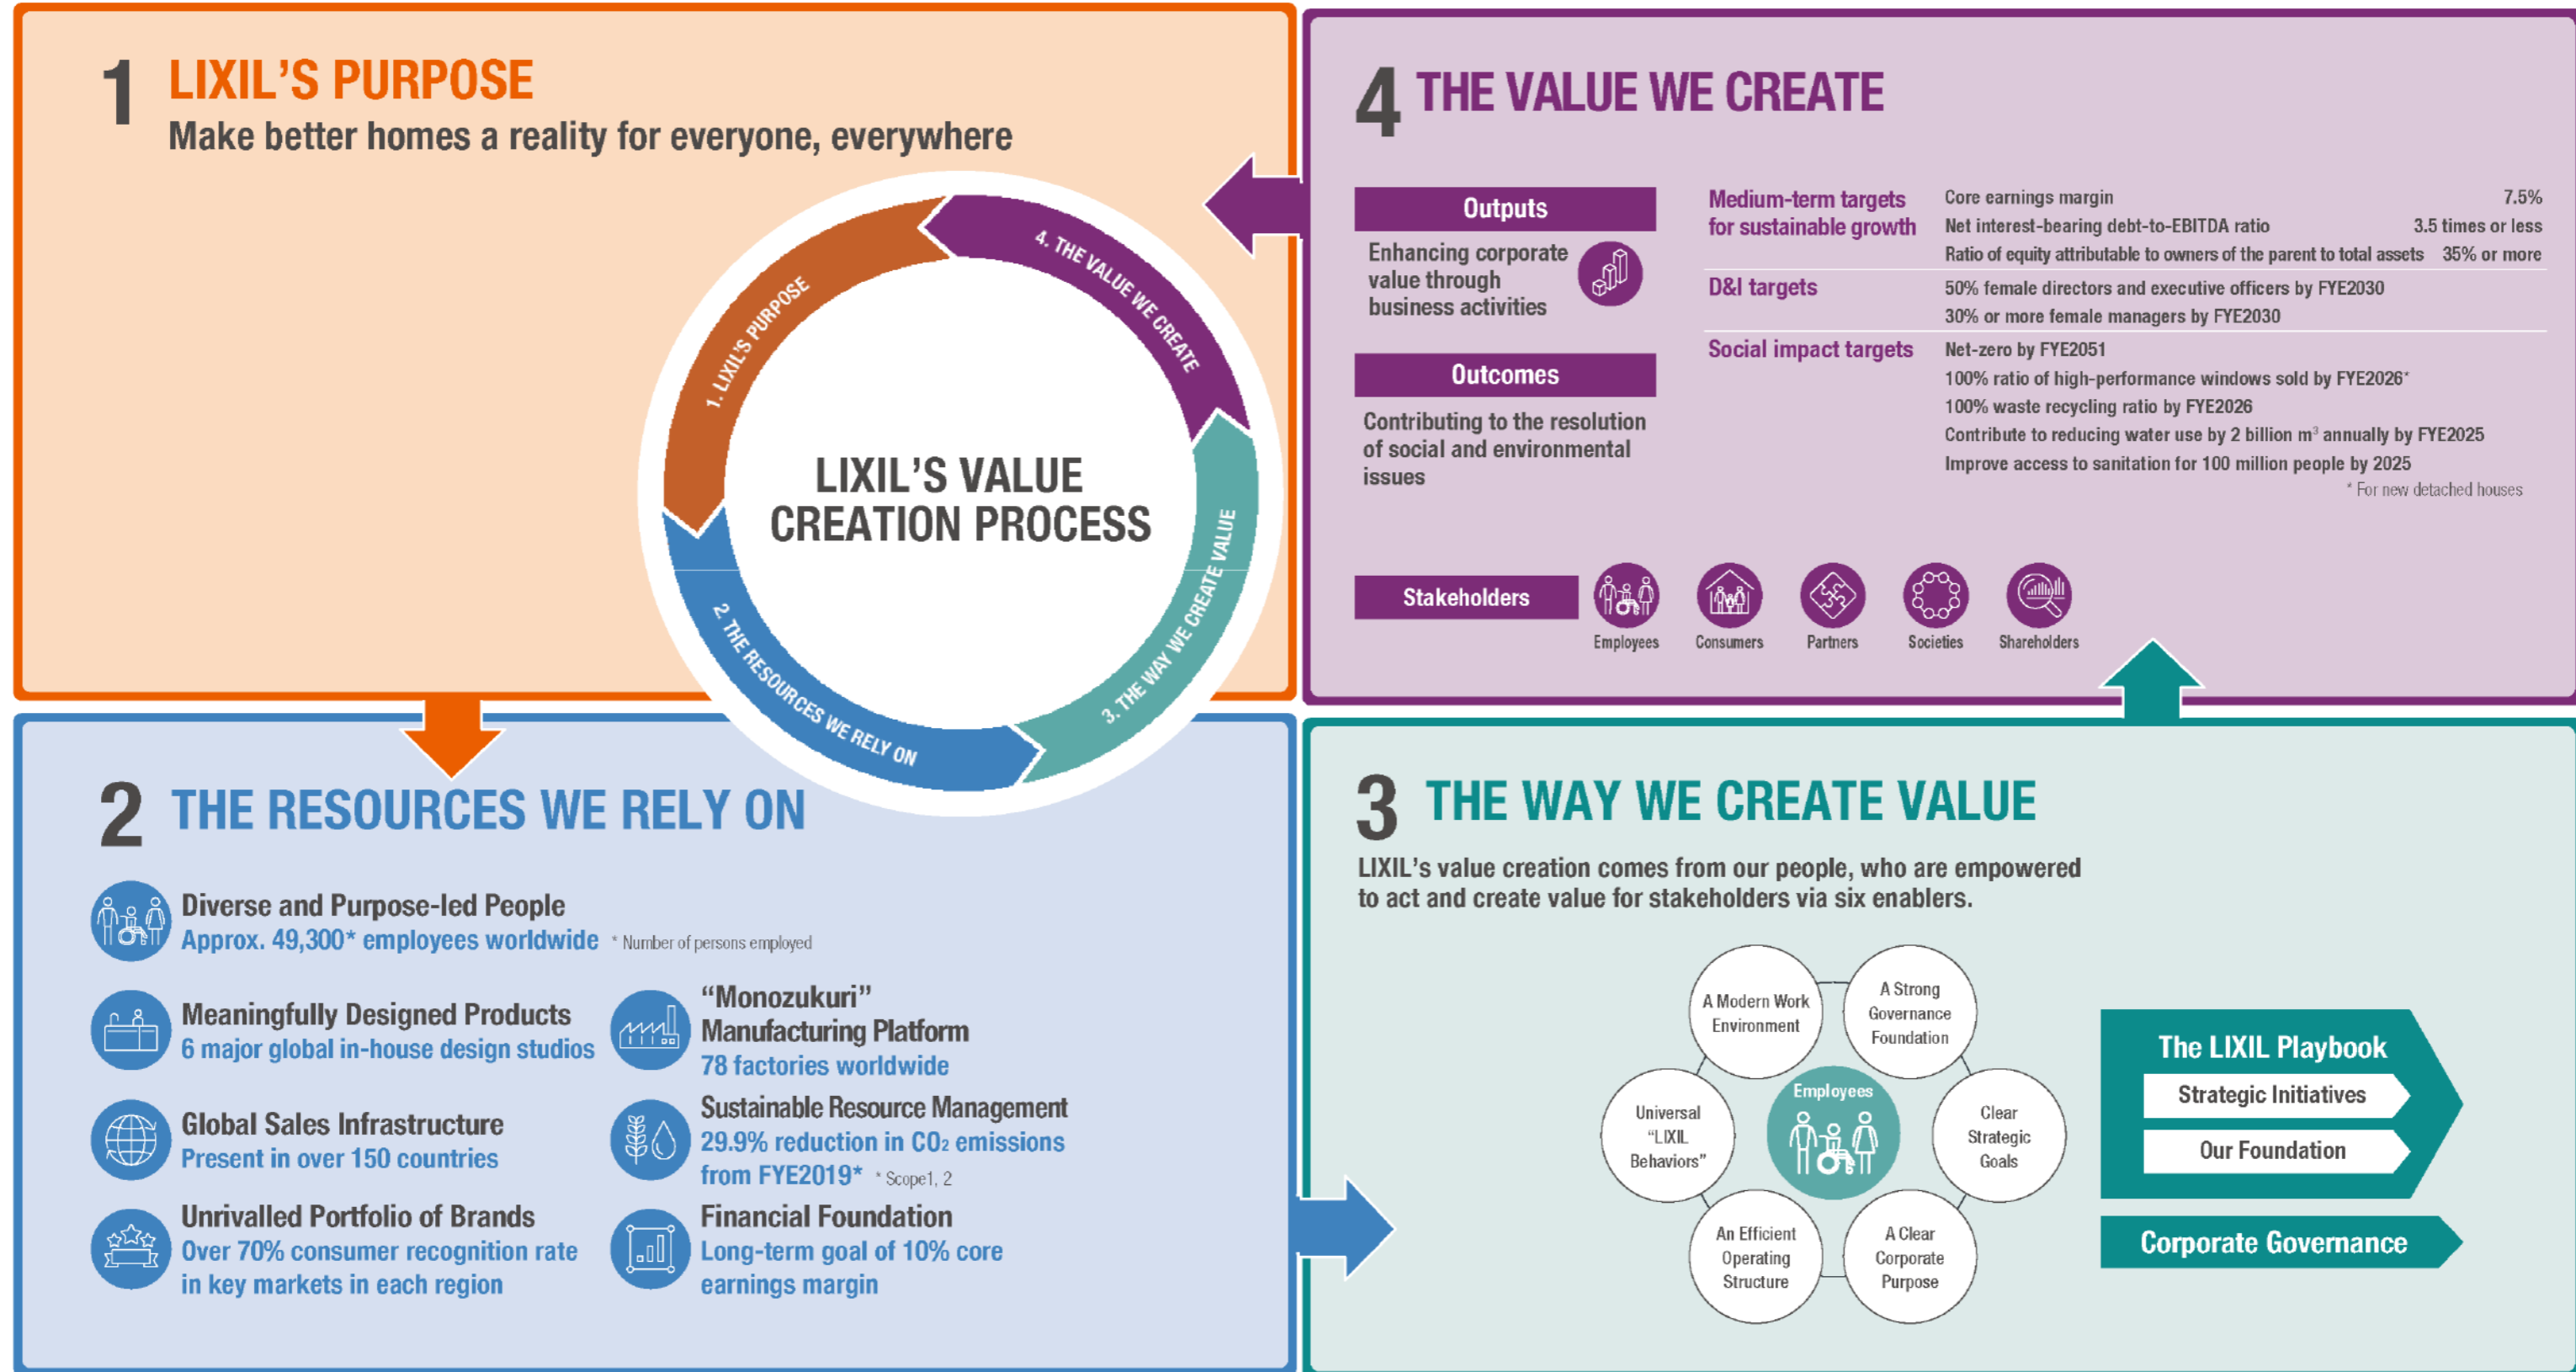 1 LIXIL'S PURPOSE
Make better homes a reality for everyone, everywhere
LIXIL'S VALUE
CREATION PROCESS
1. LIXIL'S PURPOSE
2. THE RESOURCES WE RELY ON
3. THE WAY WE CREATE VALUE
4. THE VALUE WE CREATE
2 THE RESOURCES WE RELY ON
Diverse and Purpose-led People
Approx. 49,300* employees worldwide * Number of persons employed
Meaningfully Designed Products
6 major global in-house design studios
Global Sales Infrastructure
Present in over 150 countries
Unrivalled Portfolio of Brands
Over 70% consumer recognition rate
in key markets in each region
“Monozukuri”
Manufacturing Platform
78 factories worldwide
Sustainable Resource Management
29.9% reduction in CO₂ emissions
from FYE2019* * Scope1, 2
Financial Foundation
Long-term goal of 10% core
earnings margin
3 THE WAY WE CREATE VALUE
LIXIL's value creation comes from our people, who are empowered
to act and create value for stakeholders via six enablers.
A Modern Work
Environment
A Strong
Governance
Foundation
Universal
“LIXIL
Behaviors”
Employees
Clear
Strategic
Goals
An Efficient
Operating
Structure
A Clear
Corporate
Purpose
The LIXIL Playbook
Strategic Initiatives
Our Foundation
Corporate Governance
4 THE VALUE WE CREATE
Outputs
Enhancing corporate
value through
business activities
Outcomes
Contributing to the resolution
of social and environmental
issues
Medium-term targets
for sustainable growth
Core earnings margin 7.5%
Net interest-bearing debt-to-EBITDA ratio 3.5 times or less
Ratio of equity attributable to owners of the parent to total assets 35% or more
D&I targets
50% female directors and executive officers by FYE2030
30% or more female managers by FYE2030
Social impact targets
Net-zero by FYE2051
100% ratio of high-performance windows sold by FYE2026*
100% waste recycling ratio by FYE2026
Contribute to reducing water use by 2 billion m³ annually by FYE2025
Improve access to sanitation for 100 million people by 2025
* For new detached houses
Stakeholders
Employees
Consumers
Partners
Societies
Shareholders